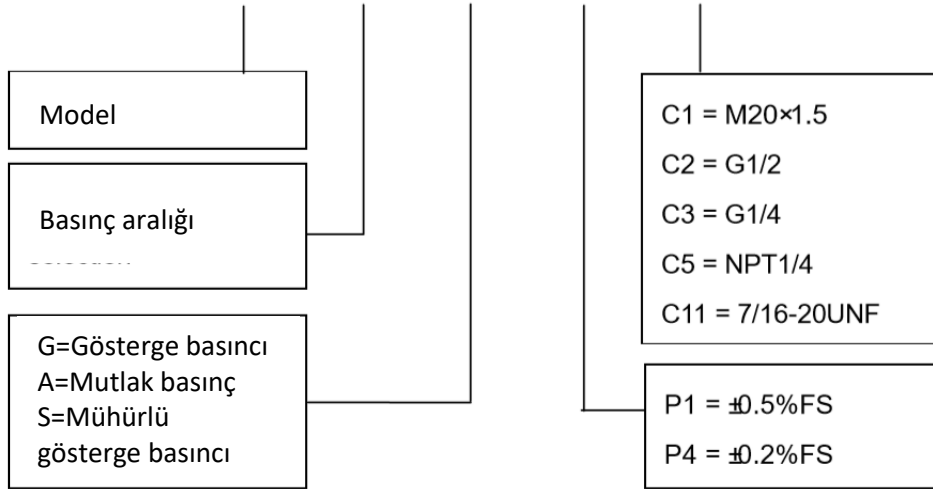 Model
Basınç aralığı
G=Gösterge basıncı
A=Mutlak basınç
S=Mühürlü
gösterge basıncı
C1 = M20×1.5
C2 = G1/2
C3 = G1/4
C5 = NPT1/4
C11 = 7/16-20UNF
P1 = ±0.5%FS
P4 = ±0.2%FS